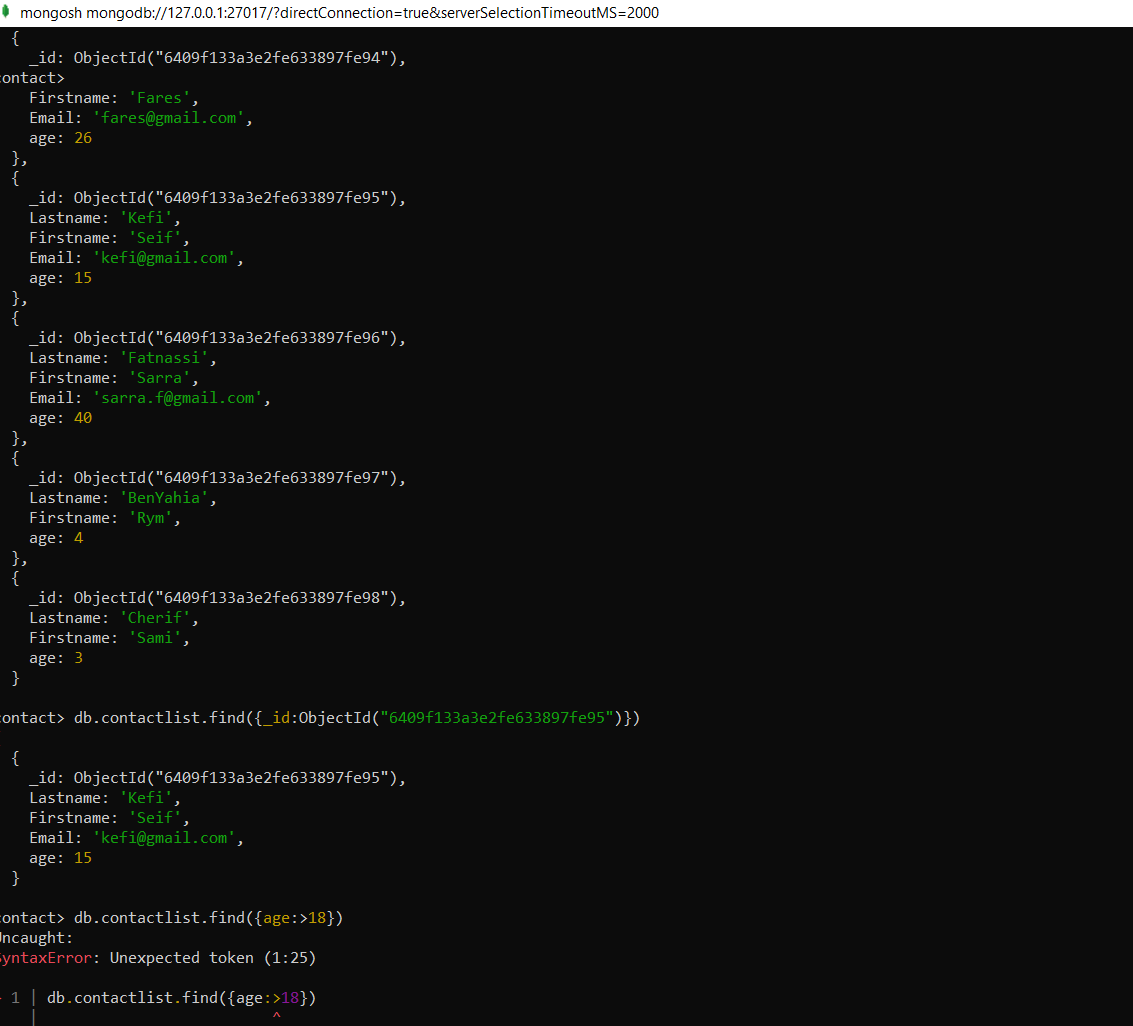 mongosh mongodb://127.0.0.1:27017/?directConnection=true&serverSelectionTimeoutMS=2000
{
_id: ObjectId("6409f133a3e2fe633897fe94"),
contact>
Firstname: 'Fares',
Email: 'fares@gmail.com',
age: 26
},
{
_id: ObjectId("6409f133a3e2fe633897fe95"),
Lastname: 'Kefi',
Firstname: 'Seif',
Email: 'kefi@gmail.com',
age: 15
},
{
_id: ObjectId("6409f133a3e2fe633897fe96"),
Lastname: 'Fatnassi',
Firstname: 'Sarra',
Email: 'sarra.f@gmail.com',
age: 40
},
{
_id: ObjectId("6409f133a3e2fe633897fe97"),
Lastname: 'BenYahia',
Firstname: 'Rym',
age: 4
},
{
_id: ObjectId("6409f133a3e2fe633897fe98"),
Lastname: 'Cherif',
Firstname: 'Sami',
age: 3
}
contact> db.contactlist.find({_id:ObjectId("6409f133a3e2fe633897fe95")})
{
_id: ObjectId("6409f133a3e2fe633897fe95"),
Lastname: 'Kefi',
Firstname: 'Seif',
Email: 'kefi@gmail.com',
age: 15
}
contact> db.contactlist.find({age:>18})
Uncaught:
SyntaxError: Unexpected token (1:25)
1 | db.contactlist.find({age:>18})
| ^